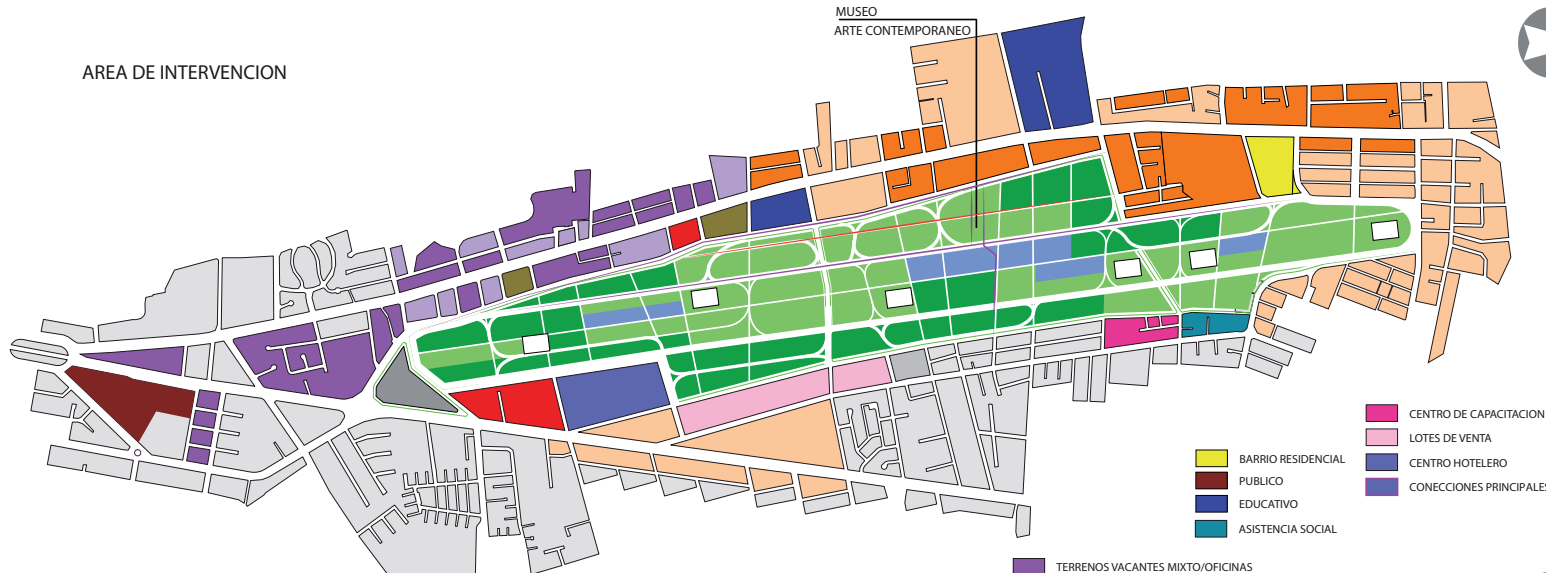 MUSEO
ARTE CONTEMPORANEO
AREA DE INTERVENCION
CENTRO DE CAPACITACION
LOTES DE VENTA
BARRIO RESIDENCIAL
CENTRO HOTELERO
PUBLICO
CONECCIONES PRINCIPALES
EDUCATIVO
ASISTENCIA SOCIAL
TERRENOS VACANTES MIXTO/OFICINAS